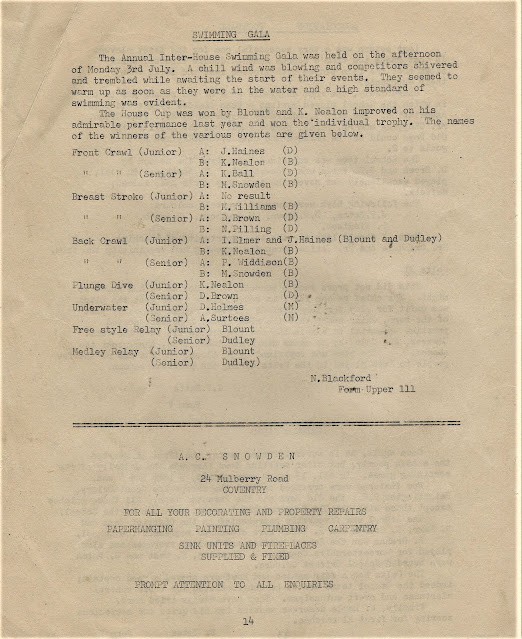 SWIMMING GALA
The Annual Inter-House Swimming Gala was held on the afternoon
of Monday 3rd July. A chill wind was blowing and competitors shivered
and trembled while awaiting the start of their events. They seemed to
warm up as soon as they were in the water and a high standard of
swimming was evident.
The House Cup was won by Blount and K. Nealon improved on his
admirable performance last year and won the individual trophy. The names
of the winners of the various events are given below.
Front Crawl (Junior) A: J.Haines (D)
B: K.Nealon (B)
" " (Senior) A: K.Ball (D)
B: M.Snowden (B)
Breast Stroke (Junior) A: No result
B: M.Williams (B)
" (Senior) A: D.Brown (D)
B: N.Pilling (D)
Back Crawl (Junior) A: I.Elmer and J.Haines (Blount and Dudley)
B: K.Nealon (B)
" " (Senior) A: P. Widdison(B)
B: M.Snowden (B)
Plunge Dive (Junior) K.Nealon (B)
(Senior) D.Brown (D)
Underwater (Junior) D.Holmes (M)
(Senior) A.Surtees (M)
Free style Relay (Junior) Blount
(Senior) Dudley
Medley Relay (Junior) Blount
(Senior) Dudley)
N.Blackford
Form Upper 111
A. C. SNOWDEN
24 Mulberry Road
COVENTRY
FOR ALL YOUR DECORATING AND PROPERTY REPAIRS
PAPERHANGING PAINTING PLUMBING CARPENTRY
SINK UNITS AND FIREPLACES
SUPPLIED & FIXED
PROMPT ATTENTION TO ALL ENQUIRIES
14